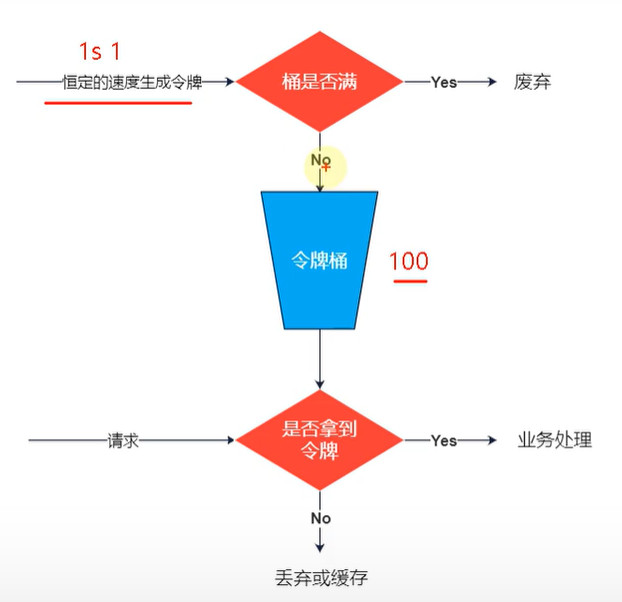 1s 1
恒定的速度生成令牌
桶是否满
Yes
废弃
No
令牌桶
100
请求
是否拿到
令牌
Yes
业务处理
No
丢弃或缓存